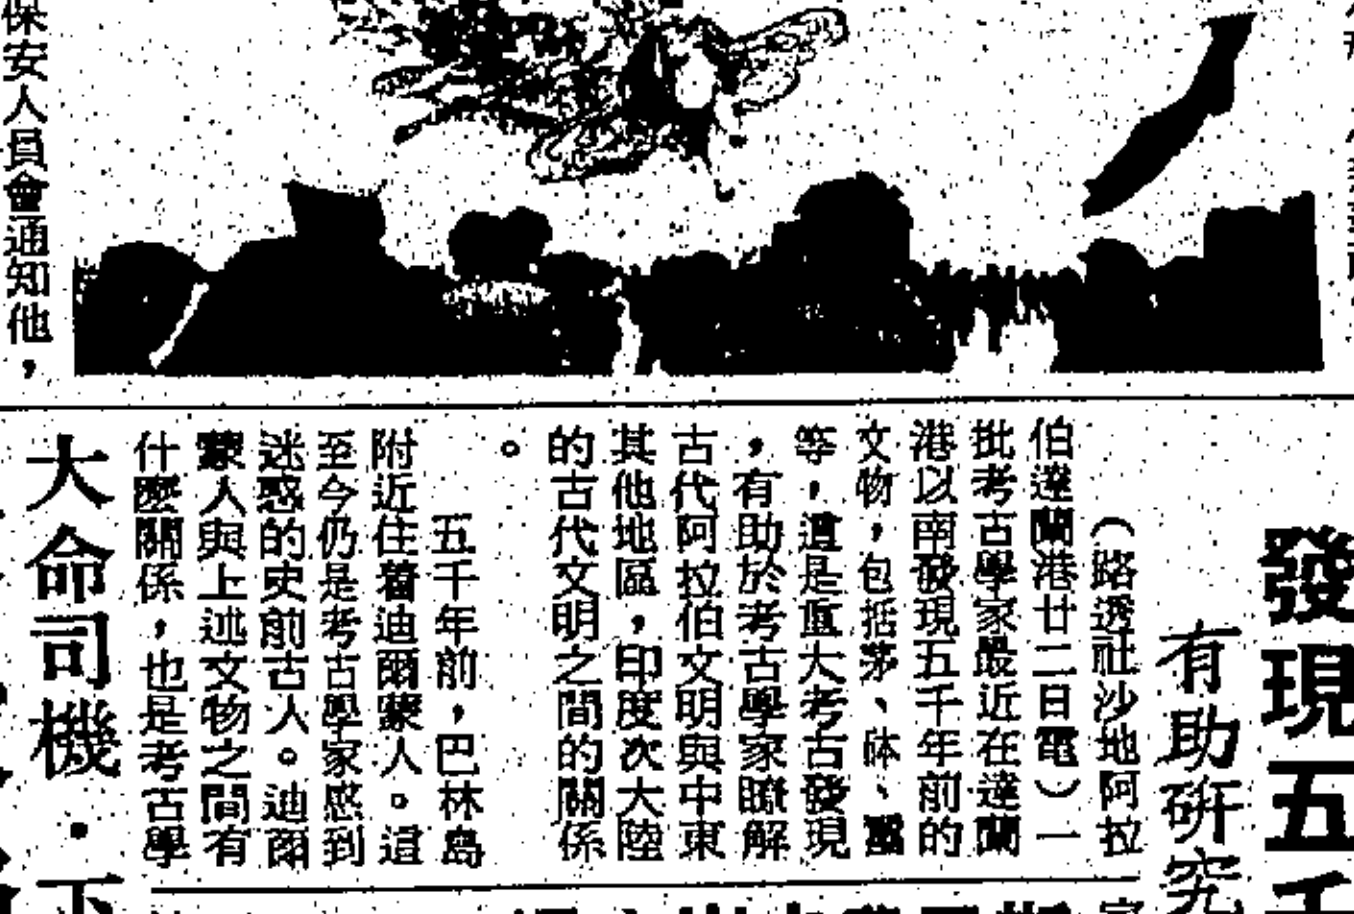 發現五千
有助研究
（路透社沙地阿拉
伯達蘭港廿二日電）一
批考古學家最近在達蘭
港以南發現五千年前的
文物，包括茅、砵、
等，這是重大考古發現
，有助於考古學家瞭解
古代阿拉伯文明與中東
其他地區，印度次大陸
的古代文明之間的關係
。
五千年前，巴林島
附近住著迪爾蒙人。這
至今仍是考古學家感到
迷惑的史前古人。迪爾
蒙人與上述文物之間有
什麼關係，也是考古學
大命司機·下
保安人員會通知他，